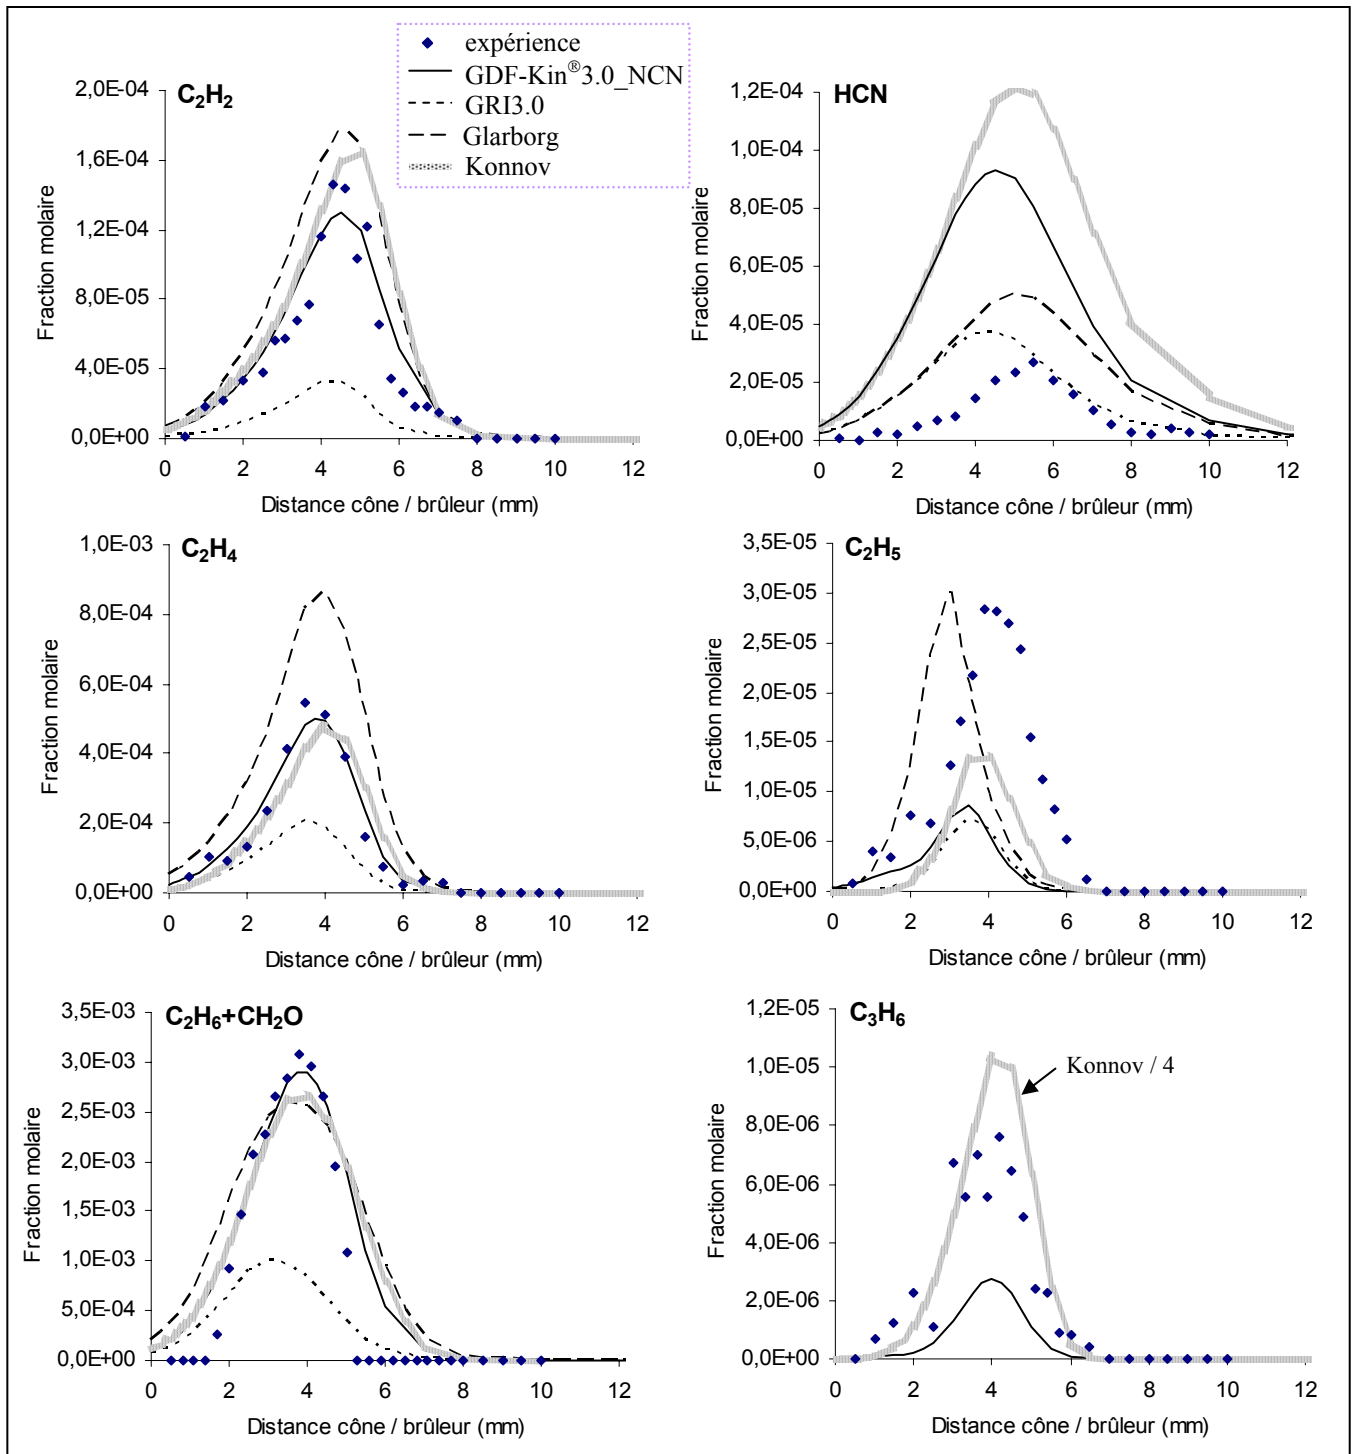 expérience
GDF-Kin®3.0_NCN
GRI3.0
Glarborg
Konnov
C₂H₂
2,0E-04
1,6E-04
1,2E-04
8,0E-05
4,0E-05
0,0E+00
Fraction molaire
0 2 4 6 8 10 12
Distance cône / brûleur (mm)
HCN
1,2E-04
1,0E-04
8,0E-05
6,0E-05
4,0E-05
2,0E-05
0,0E+00
Fraction molaire
0 2 4 6 8 10 12
Distance cône / brûleur (mm)
C₂H₄
1,0E-03
8,0E-04
6,0E-04
4,0E-04
2,0E-04
0,0E+00
Fraction molaire
0 2 4 6 8 10 12
Distance cône / brûleur (mm)
C₂H₅
3,5E-05
3,0E-05
2,5E-05
2,0E-05
1,5E-05
1,0E-05
5,0E-06
0,0E+00
Fraction molaire
0 2 4 6 8 10 12
Distance cône / brûleur (mm)
C₂H₆+CH₂O
3,5E-03
3,0E-03
2,5E-03
2,0E-03
1,5E-03
1,0E-03
5,0E-04
0,0E+00
Fraction molaire
0 2 4 6 8 10 12
Distance cône / brûleur (mm)
C₃H₆
1,2E-05
1,0E-05
8,0E-06
6,0E-06
4,0E-06
2,0E-06
0,0E+00
Konnov / 4
Fraction molaire
0 2 4 6 8 10 12
Distance cône / brûleur (mm)